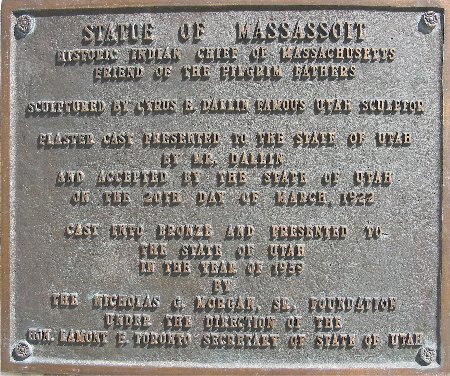 STATUE OF MASSASSOIT
HISTORIC INDIAN CHIEF OF MASSACHUSETTS
FRIEND OF THE PILGRIM FATHERS
SCULPTURED BY CYRUS E. DALLIN FAMOUS UTAH SCULPTOR
PLASTER CAST PRESENTED TO THE STATE OF UTAH
BY MR. DALLIN
AND ACCEPTED BY THE STATE OF UTAH
ON THE 20TH DAY OF MARCH 1922
CAST INTO BRONZE AND PRESENTED TO
THE STATE OF UTAH
IN THE YEAR OF 1959
BY
THE NICHOLAS G. MORGAN, SR. FOUNDATION
UNDER THE DIRECTION OF THE
HON. LAMONT E. TORONTO SECRETARY OF STATE OF UTAH